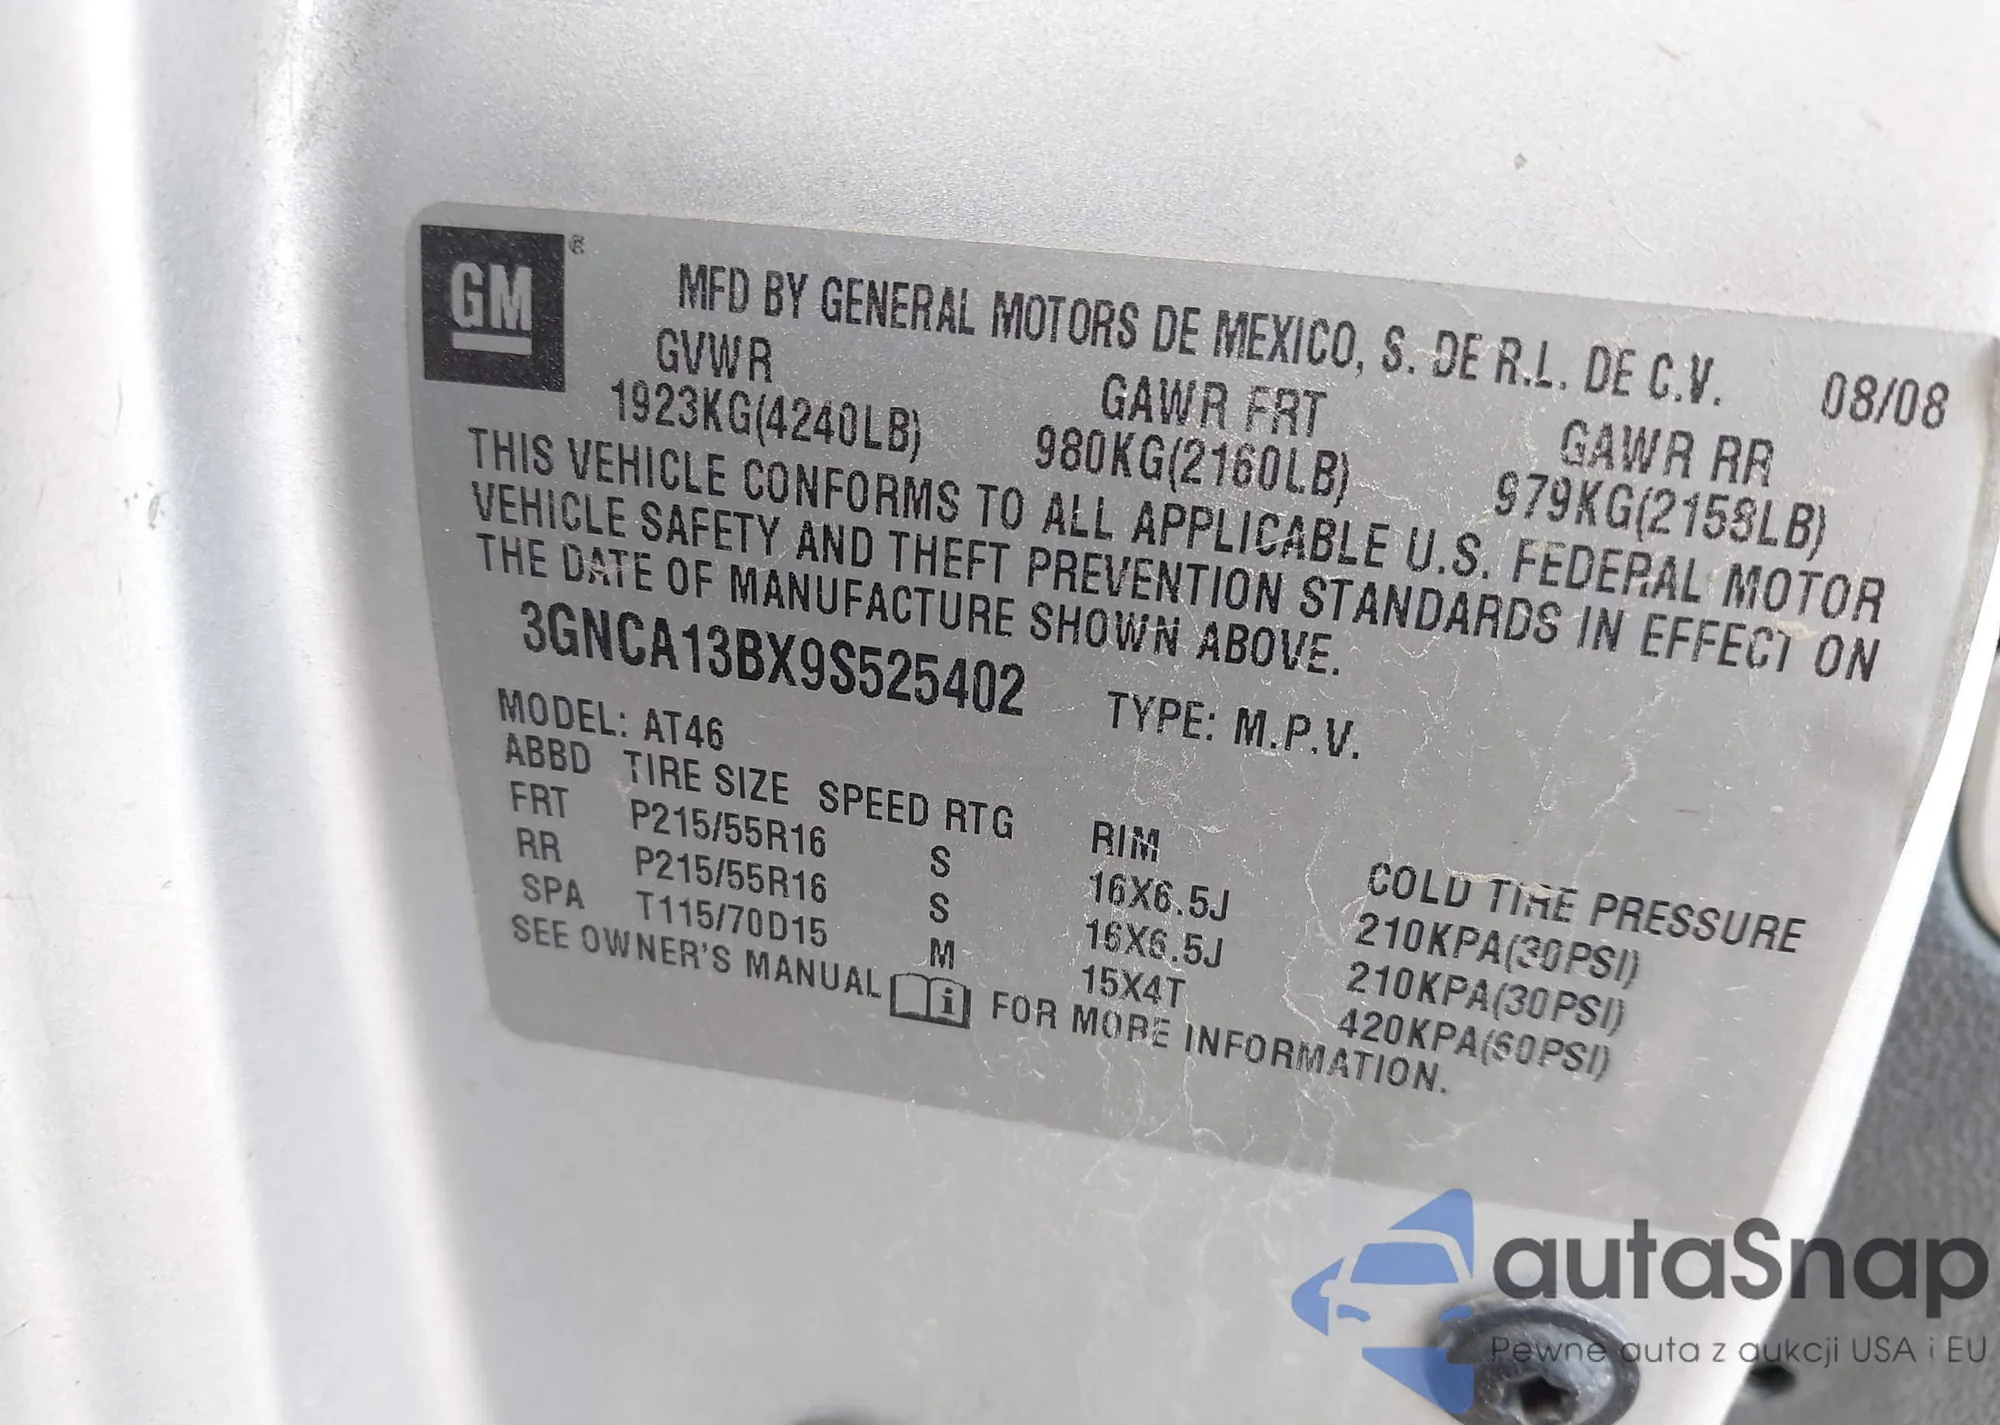 GM ®
MFD BY GENERAL MOTORS DE MEXICO, S. DE R.L. DE C.V. 08/08
GVWR GAWR FRT GAWR RR
1923KG(4240LB) 980KG(2160LB) 979KG(2158LB)
THIS VEHICLE CONFORMS TO ALL APPLICABLE U.S. FEDERAL MOTOR
VEHICLE SAFETY AND THEFT PREVENTION STANDARDS IN EFFECT ON
THE DATE OF MANUFACTURE SHOWN ABOVE.
3GNCA13BX9S525402 TYPE: M.P.V.
MODEL: AT46
ABBD TIRE SIZE SPEED RTG RIM COLD TIRE PRESSURE
FRT P215/55R16 S 16X6.5J 210KPA(30PSI)
RR P215/55R16 S 16X6.5J 210KPA(30PSI)
SPA T115/70D15 M 15X4T 420KPA(60PSI)
SEE OWNER'S MANUAL i FOR MORE INFORMATION.
autaSnap
Pewne auta z aukcji USA i EU